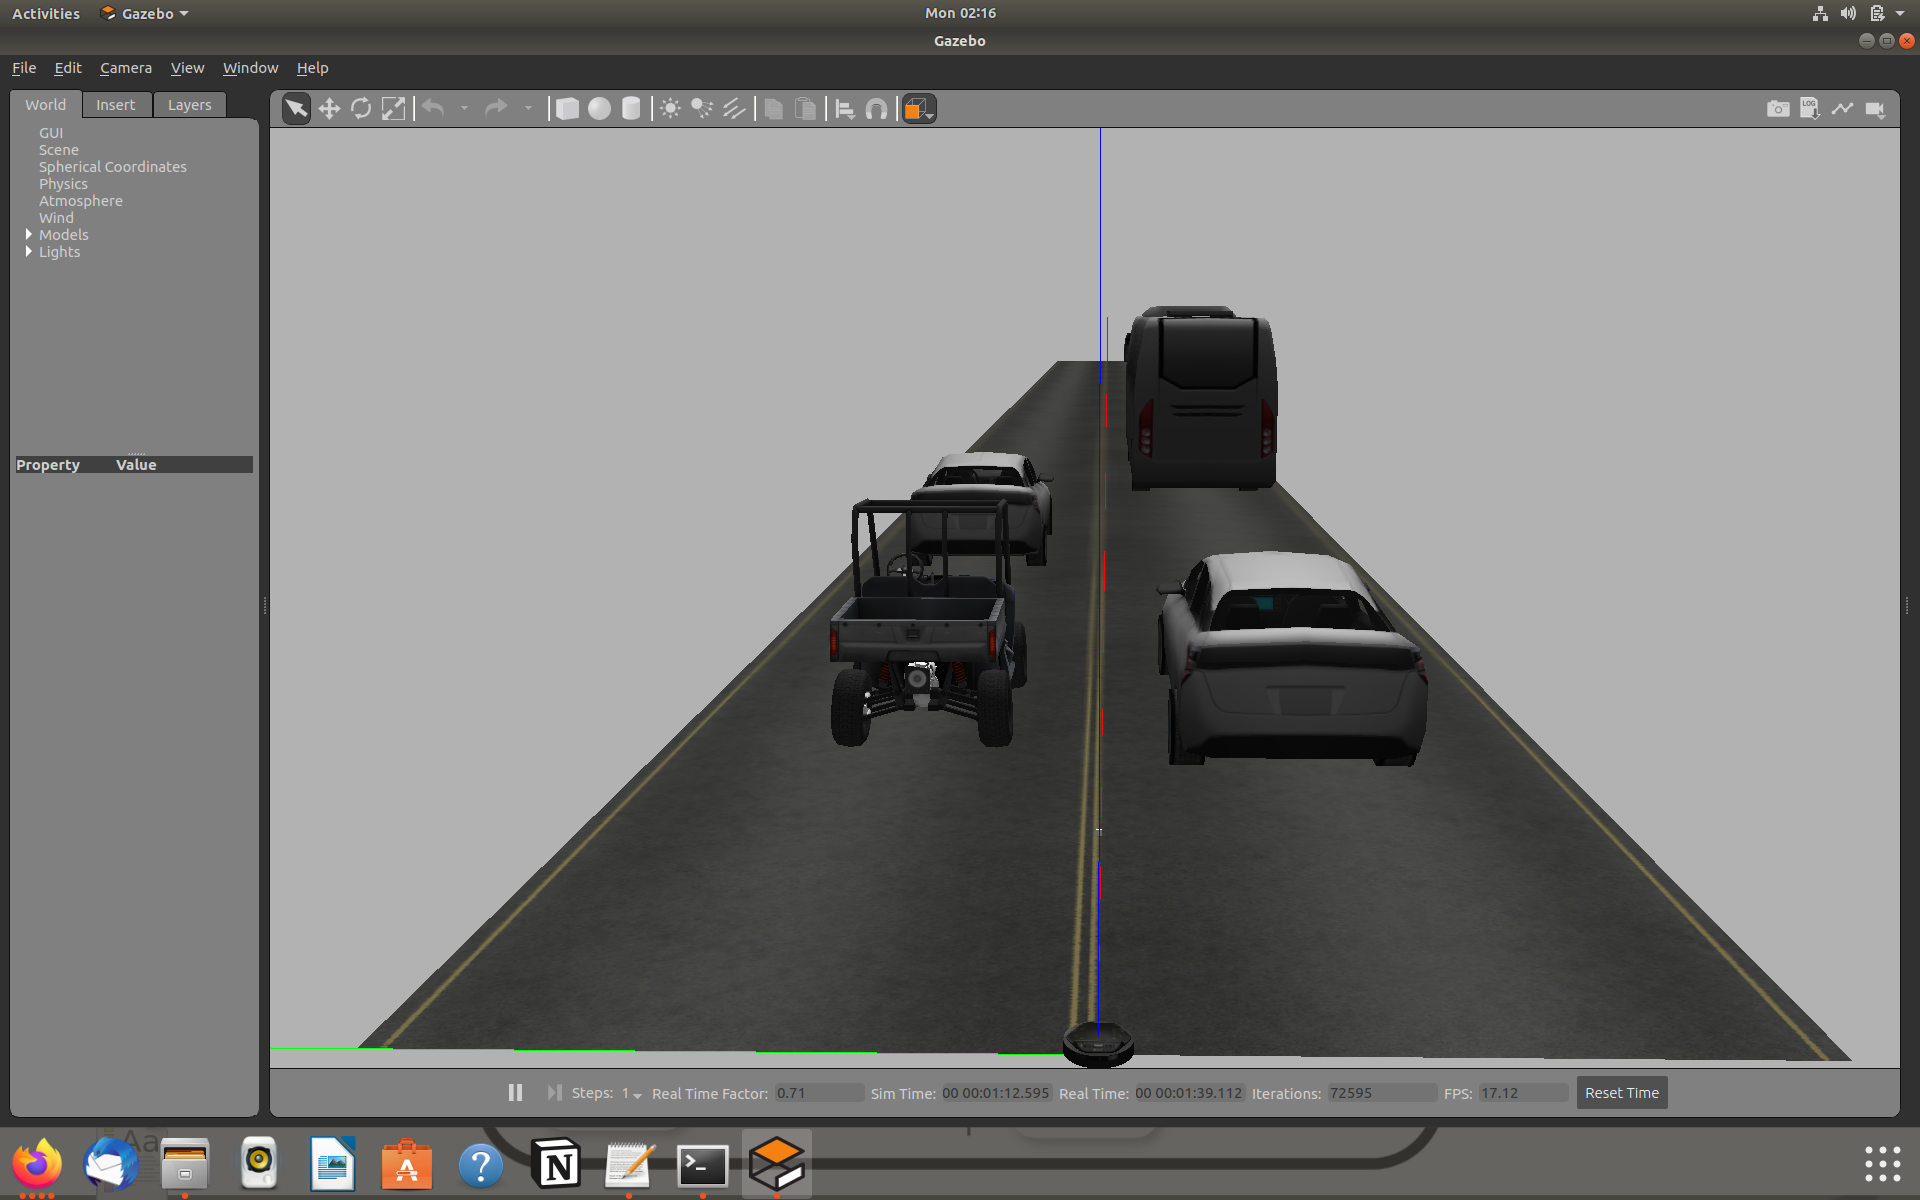 Activities Gazebo Mon 02:16
Gazebo
File Edit Camera View Window Help
World Insert Layers
GUI
Scene
Spherical Coordinates
Physics
Atmosphere
Wind
Models
Lights
Property Value
LOG
Steps: 1 Real Time Factor: 0.71 Sim Time: 00 00:01:12.595 Real Time: 00 00:01:39.112 Iterations: 72595 FPS: 17.12 Reset Time
Aa